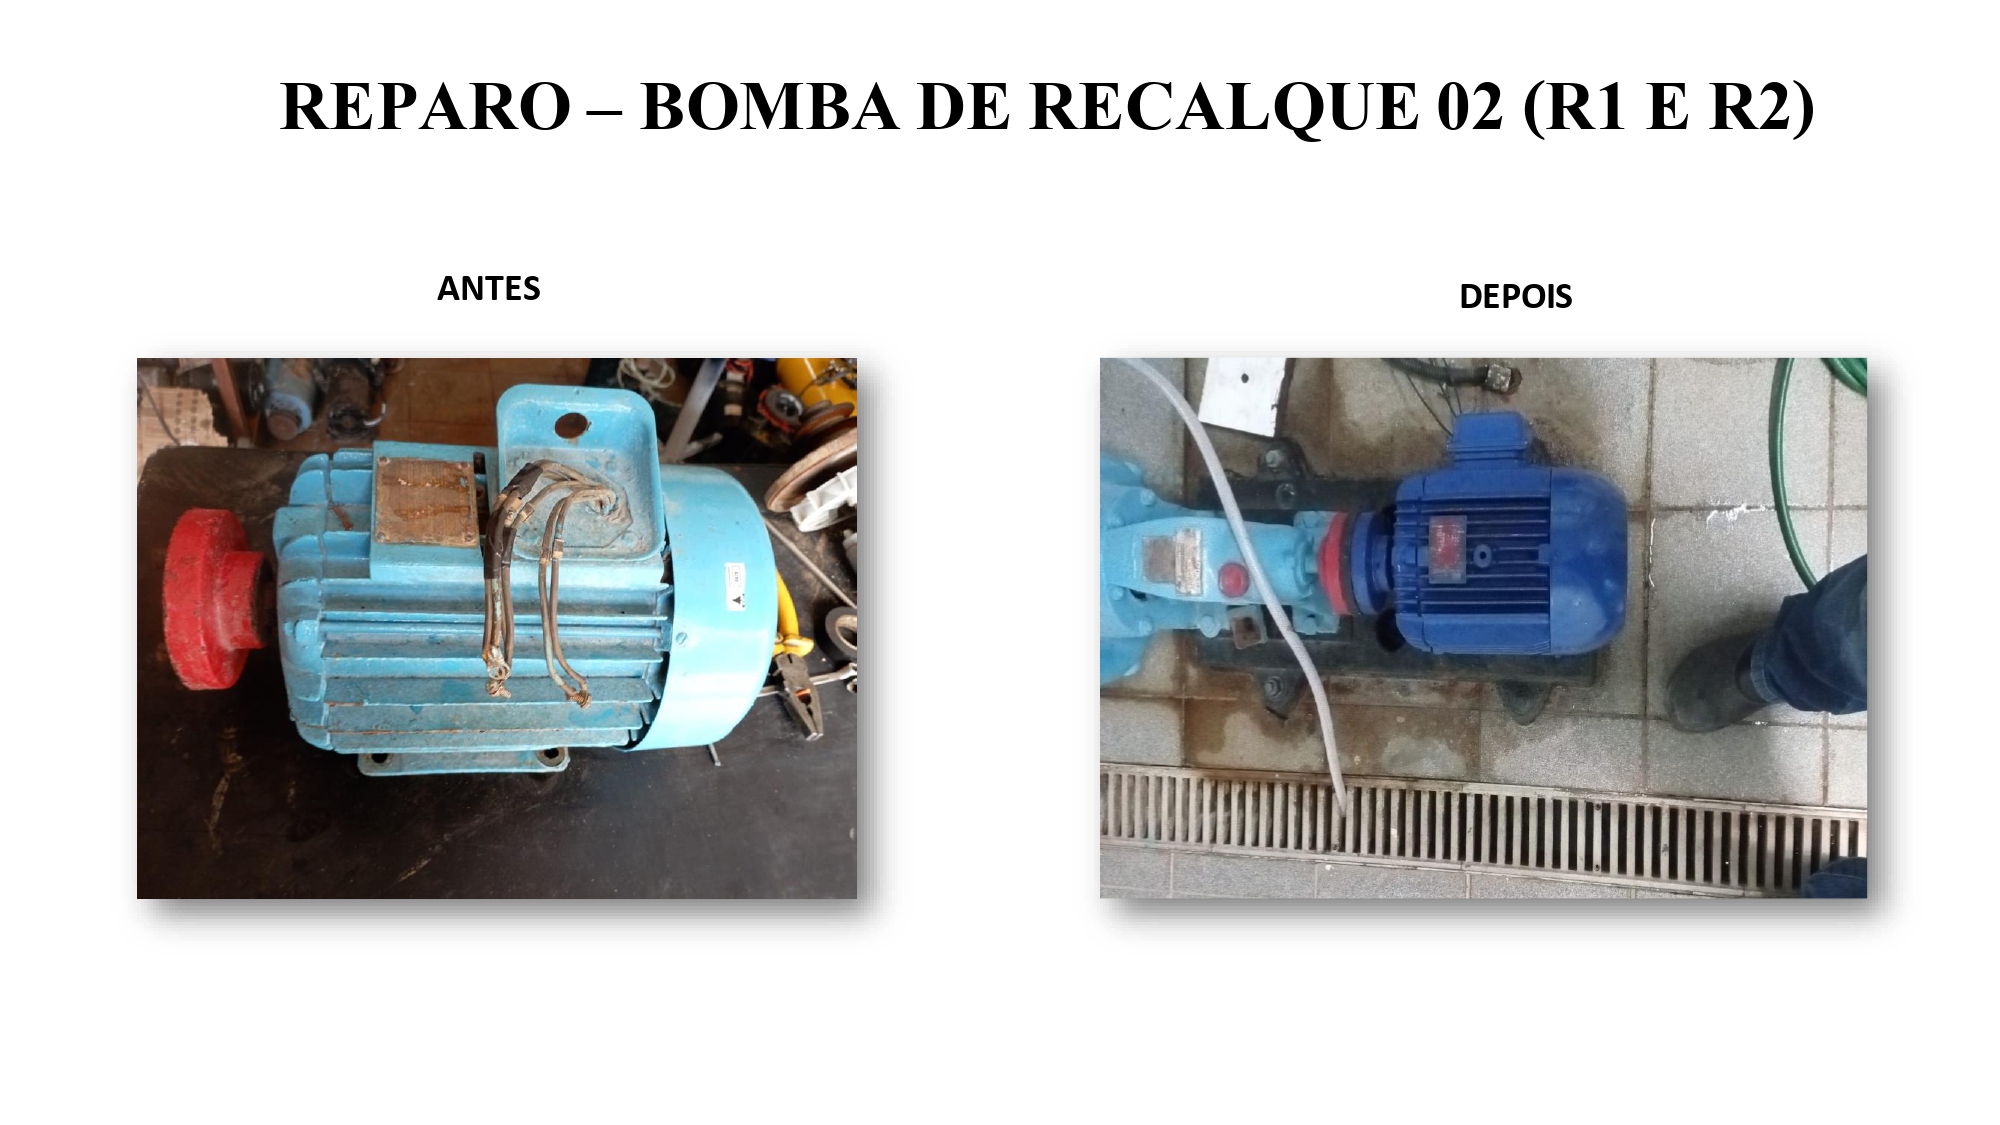 REPARO – BOMBA DE RECALQUE 02 (R1 E R2)
ANTES
DEPOIS